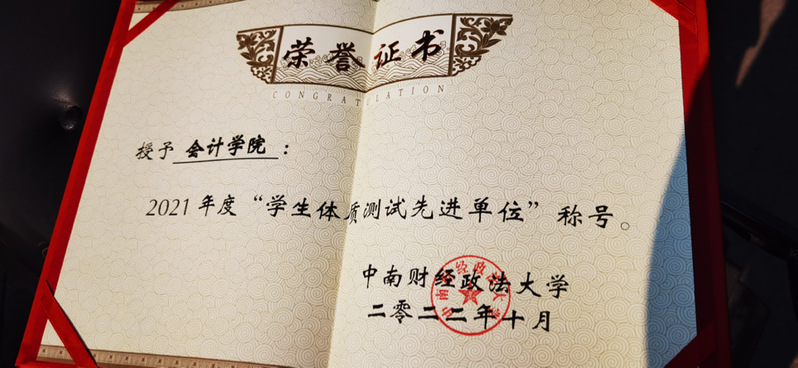 荣誉证书
CONGRATULATION
授予 会计学院 ：
2021年度“学生体质测试先进单位”称号。
中南财经政法大学
二零二二年十月